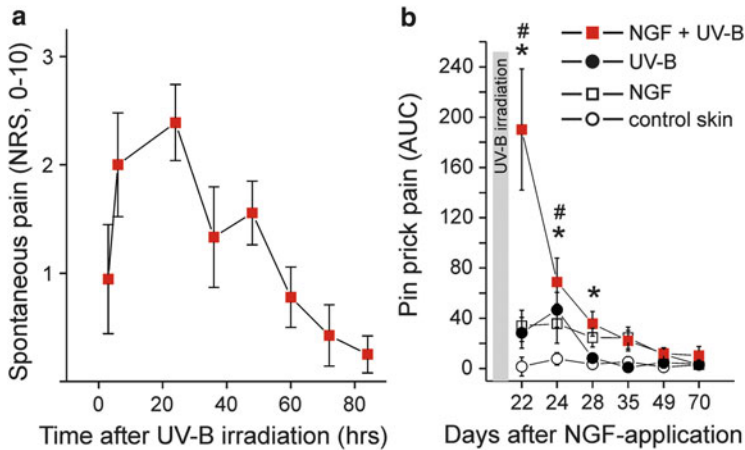 a
Spontaneous pain (NRS, 0-10)
3
2
1
0 20 40 60 80
Time after UV-B irradiation (hrs)
b
Pin prick pain (AUC)
240
200
160
120
80
40
0
UV-B irradiation
#
*
#
*
*
NGF + UV-B
UV-B
NGF
control skin
22 24 28 35 49 70
Days after NGF-application